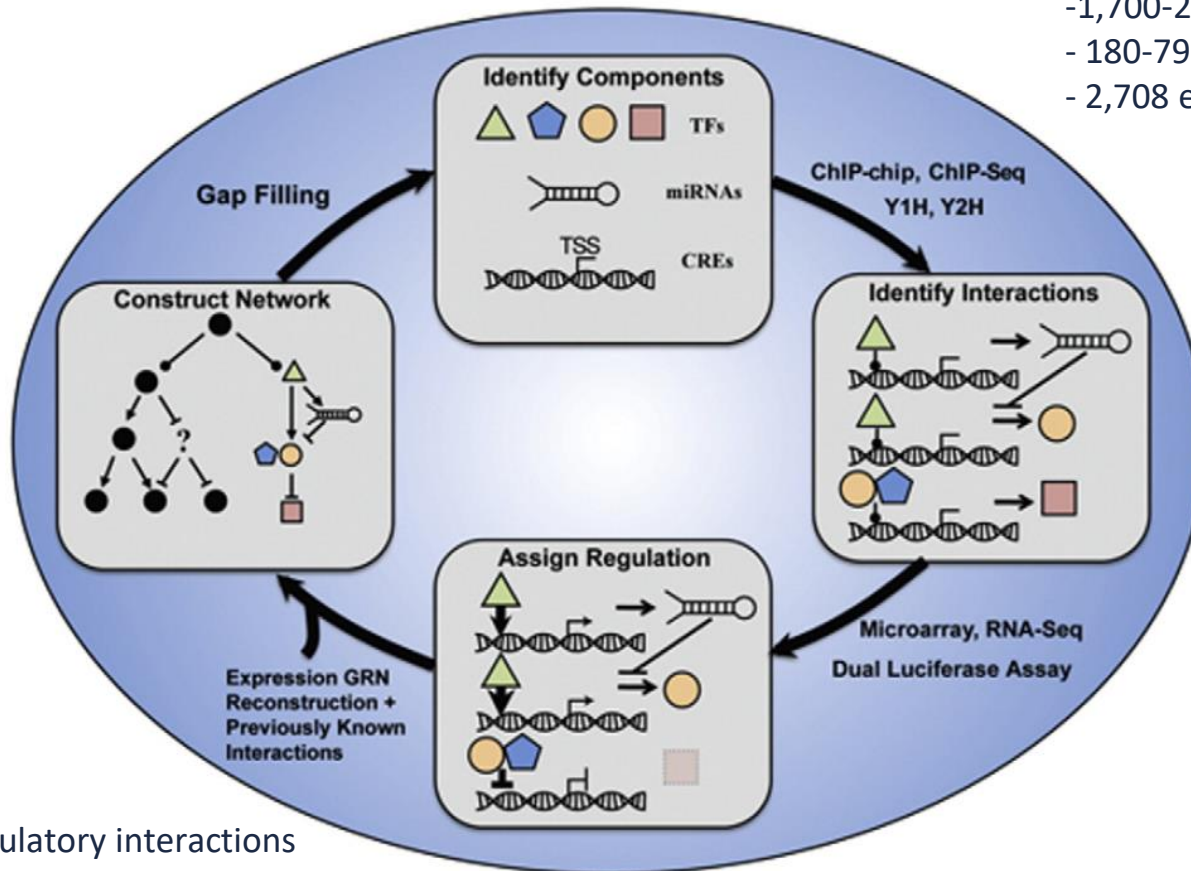 -1,700-2
- 180-79
- 2,708 e
Identify Components
TFs
miRNAs
TSS
CREs
Gap Filling
ChIP-chip, ChIP-Seq
Y1H, Y2H
Construct Network
?
Identify Interactions
Assign Regulation
Microarray, RNA-Seq
Dual Luciferase Assay
Expression GRN
Reconstruction +
Previously Known
Interactions
ulatory interactions